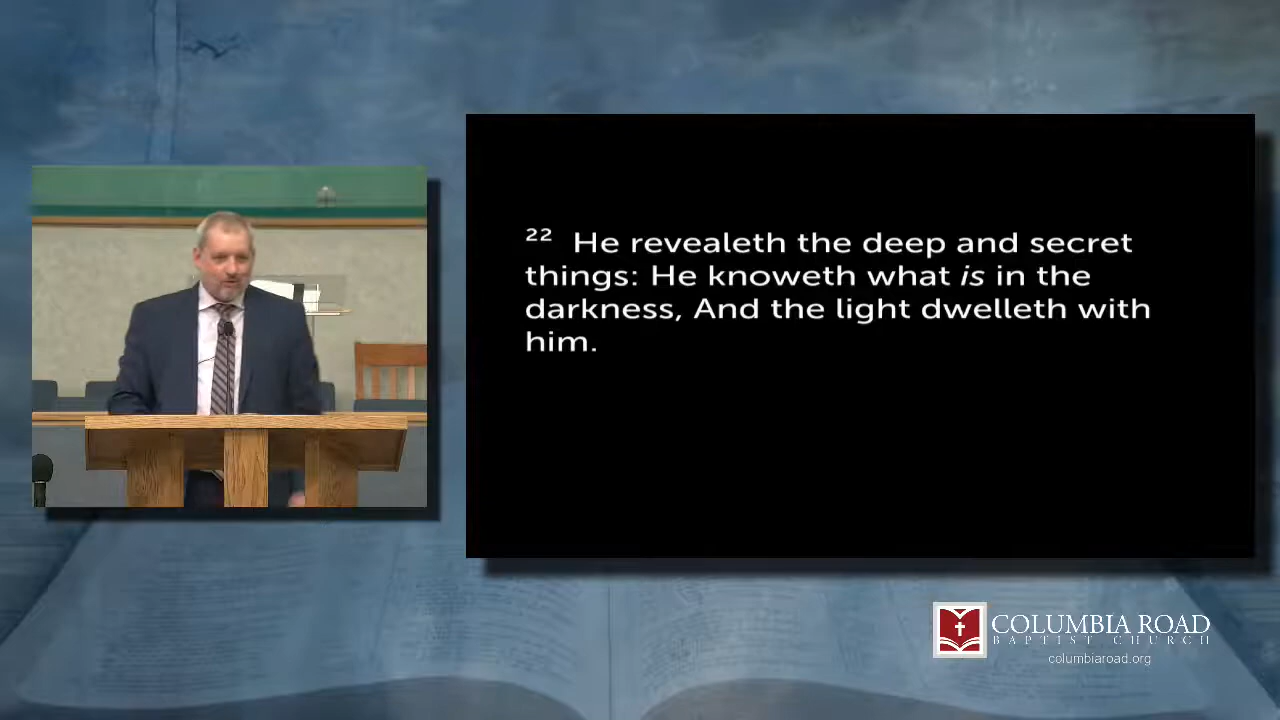 22 He revealeth the deep and secret
things: He knoweth what is in the
darkness, And the light dwelleth with
him.
COLUMBIA ROAD
BAPTIST CHURCH
columbiaroad.org